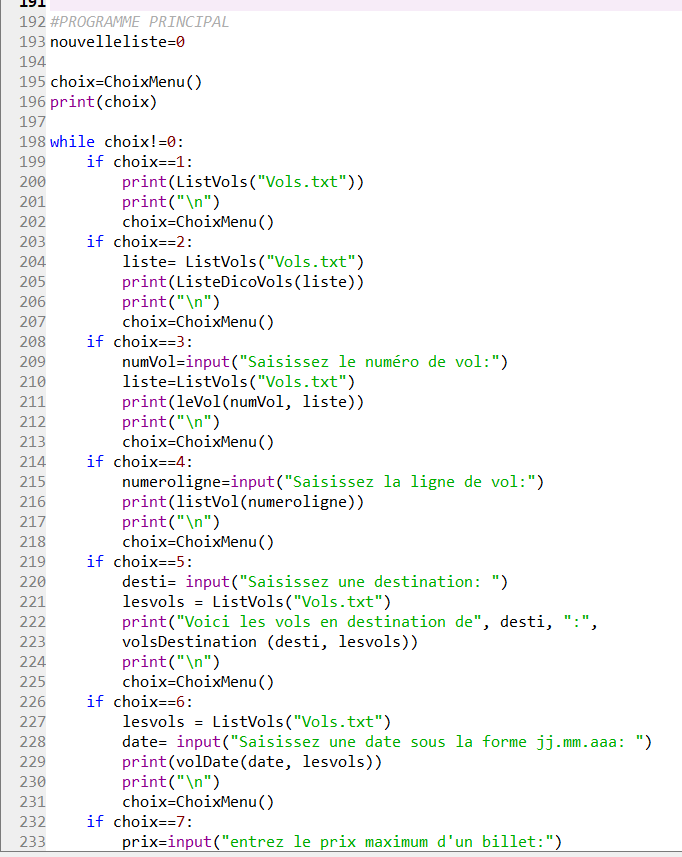 191
192 #PROGRAMME PRINCIPAL
193 nouvelleliste=0
194
195 choix=ChoixMenu()
196 print(choix)
197
198 while choix!=0:
199     if choix==1:
200         print(ListVols("Vols.txt"))
201         print("\n")
202         choix=ChoixMenu()
203     if choix==2:
204         liste= ListVols("Vols.txt")
205         print(ListeDicoVols(liste))
206         print("\n")
207         choix=ChoixMenu()
208     if choix==3:
209         numVol=input("Saisissez le numéro de vol:")
210         liste=ListVols("Vols.txt")
211         print(leVol(numVol, liste))
212         print("\n")
213         choix=ChoixMenu()
214     if choix==4:
215         numeroligne=input("Saisissez la ligne de vol:")
216         print(listVol(numeroligne))
217         print("\n")
218         choix=ChoixMenu()
219     if choix==5:
220         desti= input("Saisissez une destination: ")
221         lesvols = ListVols("Vols.txt")
222         print("Voici les vols en destination de", desti, ":",
223         volsDestination (desti, lesvols))
224         print("\n")
225         choix=ChoixMenu()
226     if choix==6:
227         lesvols = ListVols("Vols.txt")
228         date= input("Saisissez une date sous la forme jj.mm.aaa: ")
229         print(volDate(date, lesvols))
230         print("\n")
231         choix=ChoixMenu()
232     if choix==7:
233         prix=input("entrez le prix maximum d'un billet:")